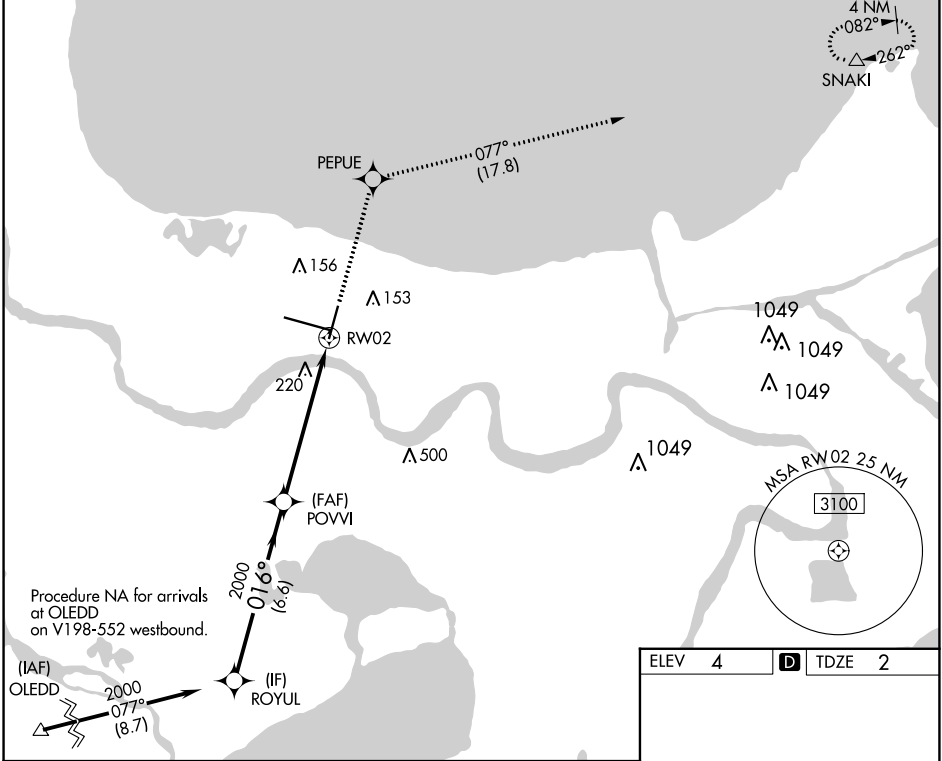 4 NM
082°
262°
SNAKI
PEPUE
077°
(17.8)
156
153
RW02
220
1049
1049
1049
500
1049
MSA RW02 25 NM
3100
(FAF)
POVVI
2000
016°
(6.6)
Procedure NA for arrivals
at OLEDD
on V198-552 westbound.
(IAF)
OLEDD
2000
077°
(8.7)
(IF)
ROYUL
ELEV 4 D TDZE 2